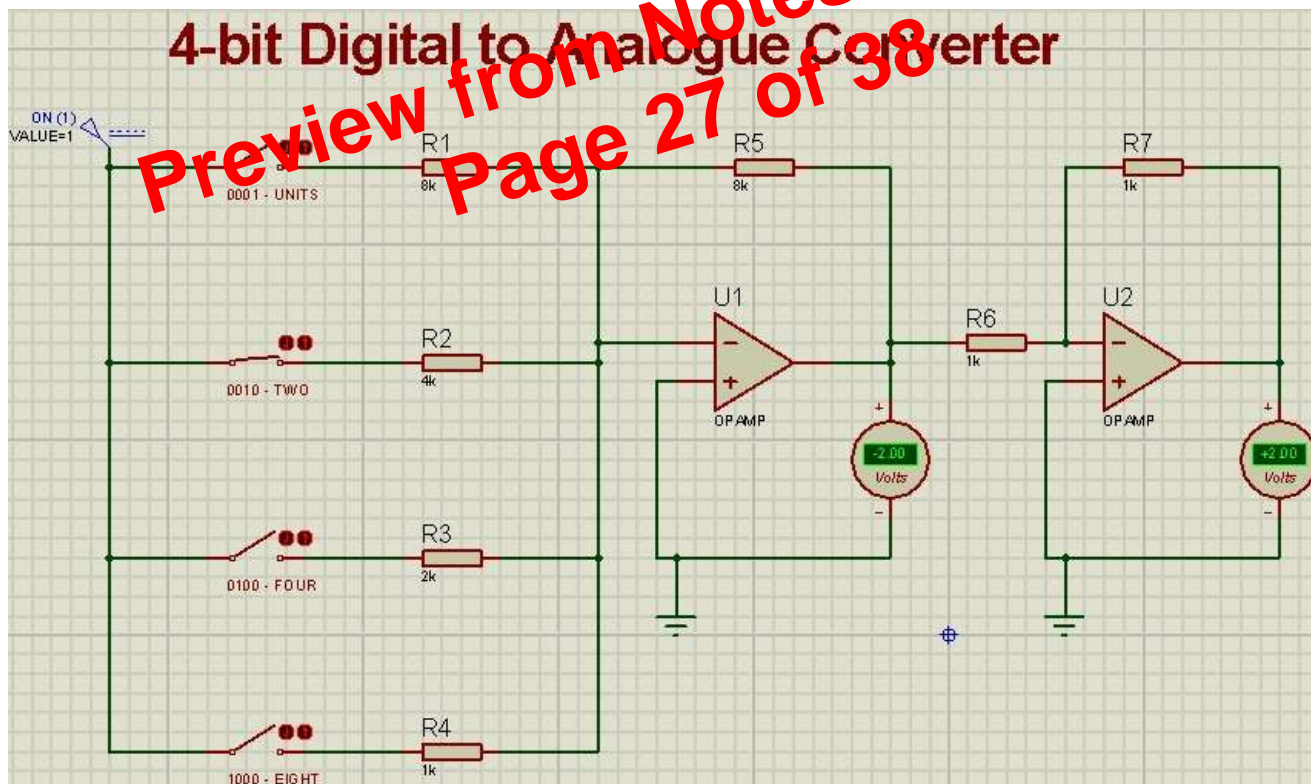 4-bit Digital to Analogue Converter
Preview from Notes
Page 27 of 38
ON (1)
VALUE=1
R1
8k
0001 - UNITS
R5
8k
R7
1k
U1
U2
R6
1k
R2
4k
0010 - TWO
OPAMP
OPAMP
-2.00
Volts
+2.00
Volts
R3
2k
0100 - FOUR
R4
1k
1000 - EIGHT